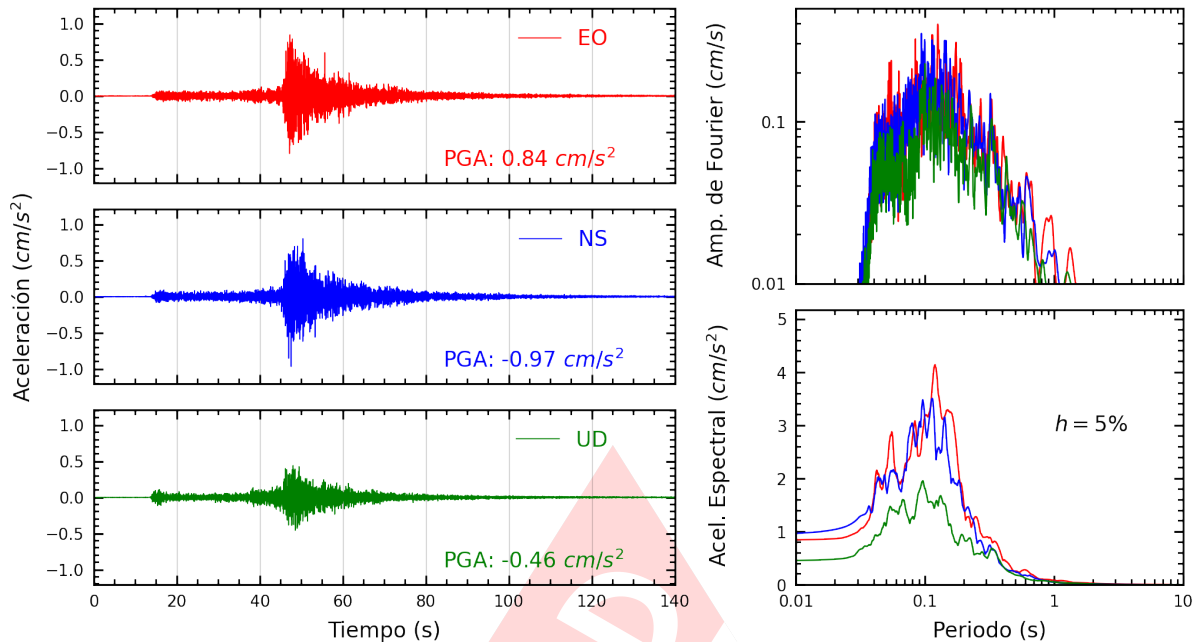 Aceleración (cm/s²)
1.0
0.5
0.0
−0.5
−1.0
EO
PGA: 0.84 cm/s²
1.0
0.5
0.0
−0.5
−1.0
NS
PGA: -0.97 cm/s²
1.0
0.5
0.0
−0.5
−1.0
UD
PGA: -0.46 cm/s²
0 20 40 60 80 100 120 140
Tiempo (s)
Amp. de Fourier (cm/s)
0.1
0.01
Acel. Espectral (cm/s²)
5
4
3
2
1
0
h = 5%
0.01 0.1 1 10
Periodo (s)